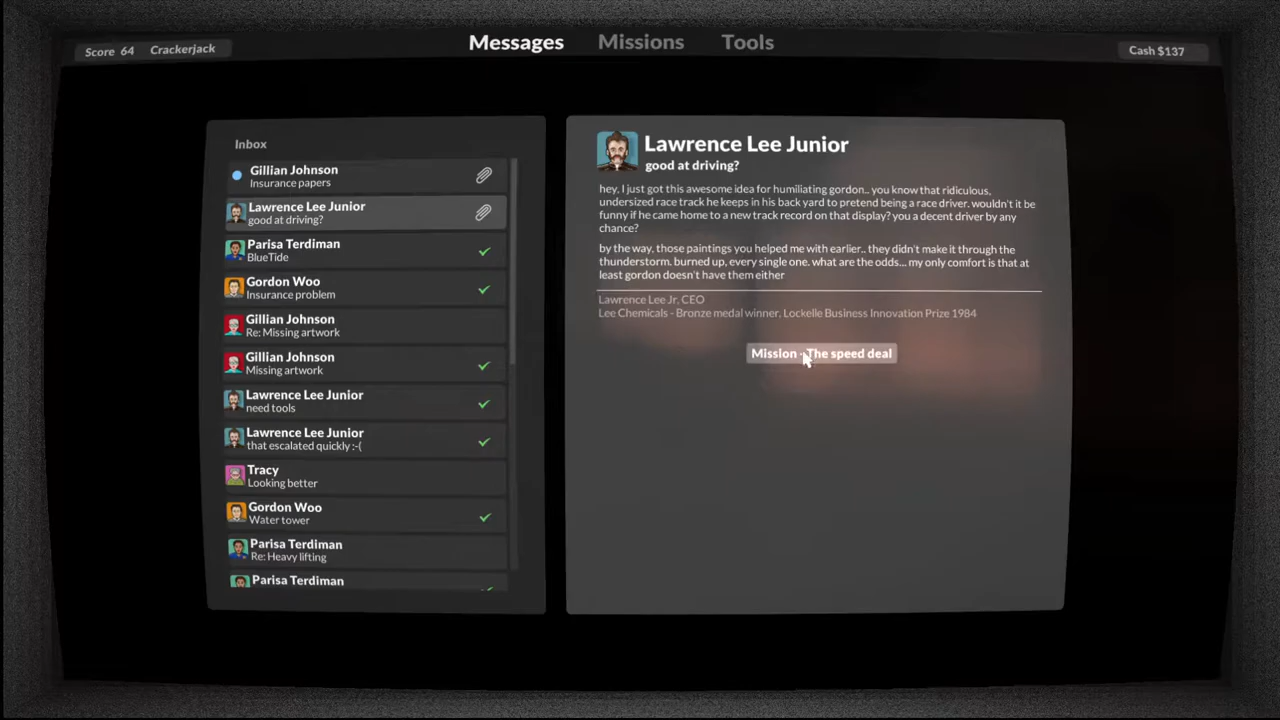 Score 64 Crackerjack
Messages Missions Tools
Cash $137
Inbox
Gillian Johnson
Insurance papers
Lawrence Lee Junior
good at driving?
Parisa Terdiman
BlueTide
Gordon Woo
Insurance problem
Gillian Johnson
Re: Missing artwork
Gillian Johnson
Missing artwork
Lawrence Lee Junior
need tools
Lawrence Lee Junior
that escalated quickly :-(
Tracy
Looking better
Gordon Woo
Water tower
Parisa Terdiman
Re: Heavy lifting
Parisa Terdiman
Lawrence Lee Junior
good at driving?
hey, I just got this awesome idea for humiliating gordon.. you know that ridiculous,
undersized race track he keeps in his back yard to pretend being a race driver. wouldn't it be
funny if he came home to a new track record on that display? you a decent driver by any
chance?
by the way, those paintings you helped me with earlier.. they didn't make it through the
thunderstorm. burned up, every single one. what are the odds... my only comfort is that at
least gordon doesn't have them either
Lawrence Lee Jr, CEO
Lee Chemicals - Bronze medal winner, Lockelle Business Innovation Prize 1984
Mission - The speed deal